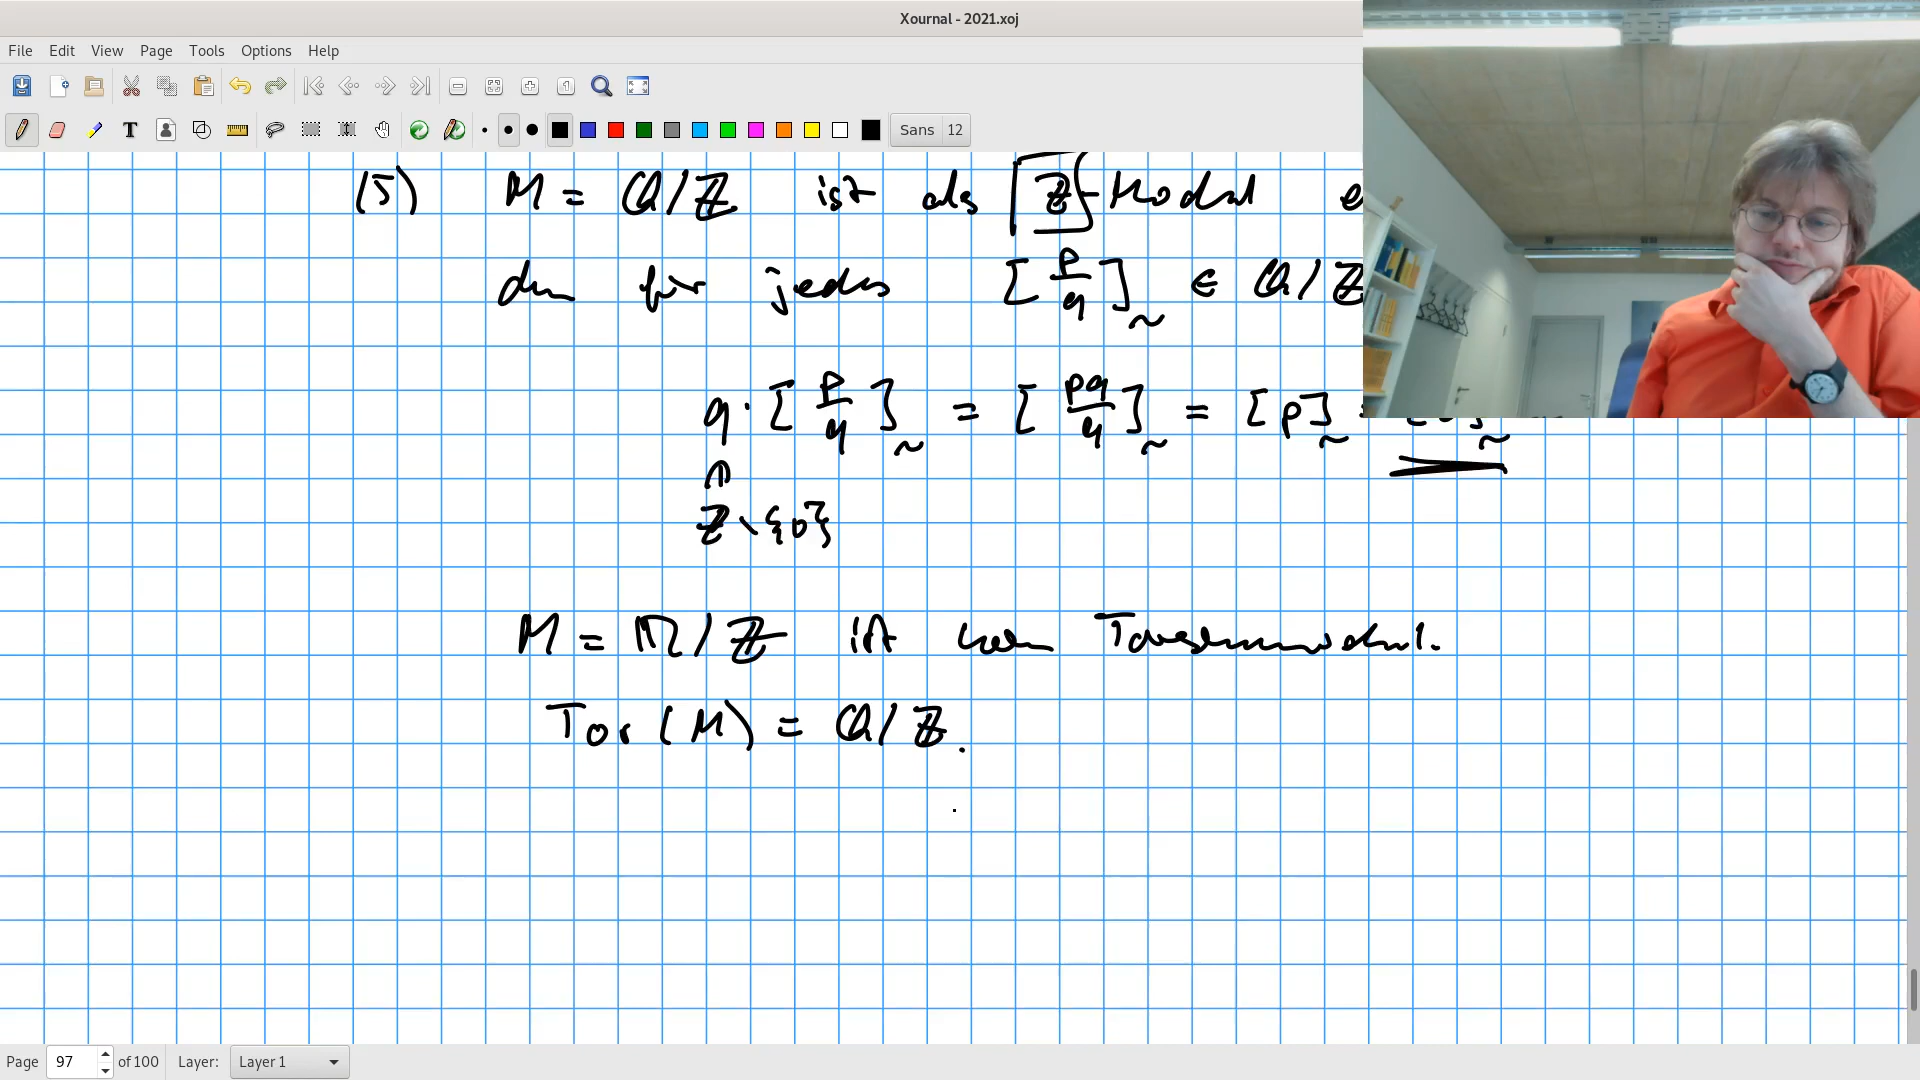 Xournal - 2021.xoj
File Edit View Page Tools Options Help
Sans 12
(5) M = ℚ/ℤ ist als ℤ-Modul e
denn für jedes [p/q]~ ∈ ℚ/ℤ
q · [p/q]~ = [pq/q]~ = [p]~
∈
ℤ \ {0}
M = ℝ/ℤ ist kein Torsionsmodul.
Tor(M) = ℚ/ℤ.
Page 97 of 100 Layer: Layer 1